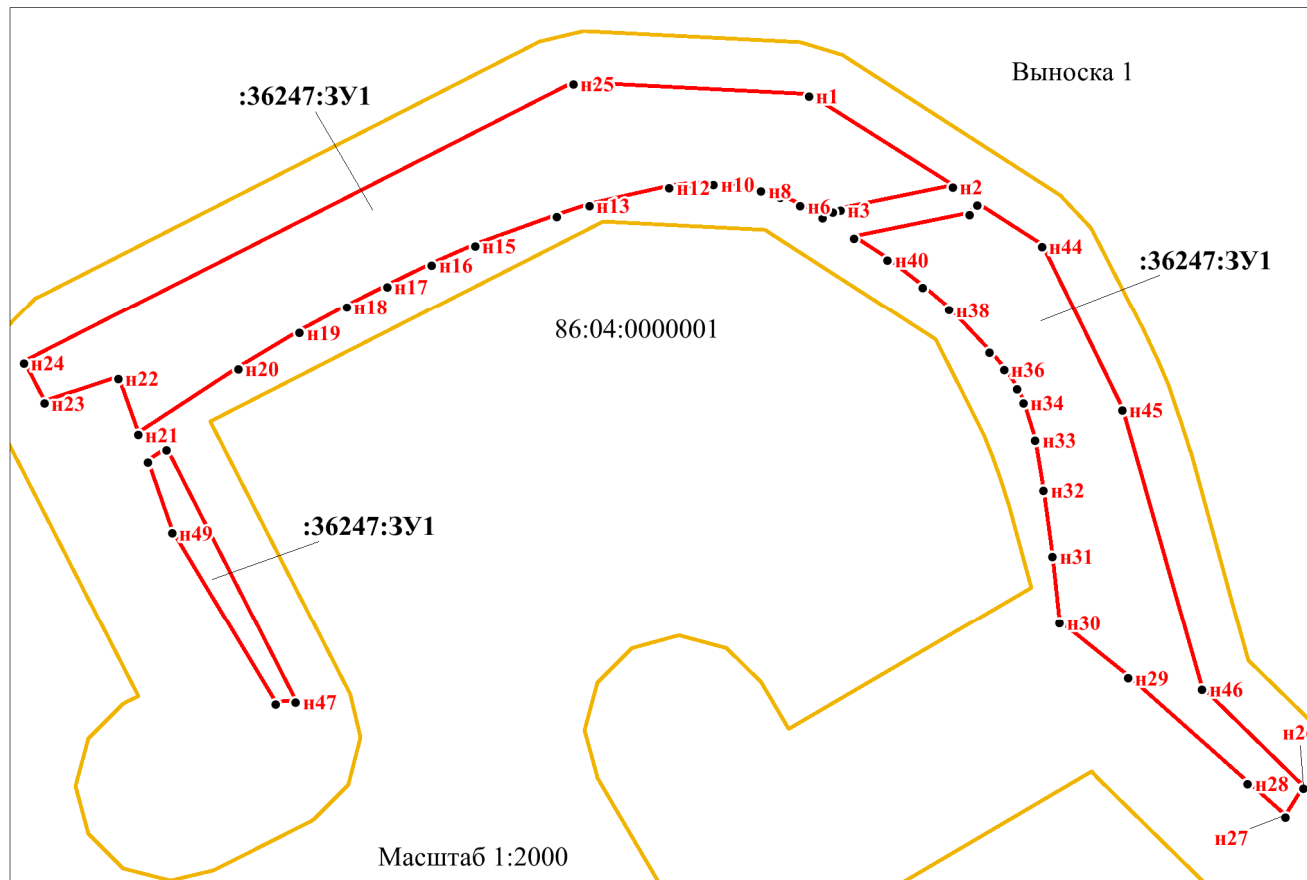 Выноска 1
:36247:ЗУ1
н25
н1
н12
н10
н8
н2
н13
н6
н3
н15
н44
н40
:36247:ЗУ1
н16
н17
н18
н38
86:04:0000001
н19
н24
н20
н36
н22
н23
н34
н45
н21
н33
н32
:36247:ЗУ1
н49
н31
н30
н29
н46
н47
н28
н27
Масштаб 1:2000